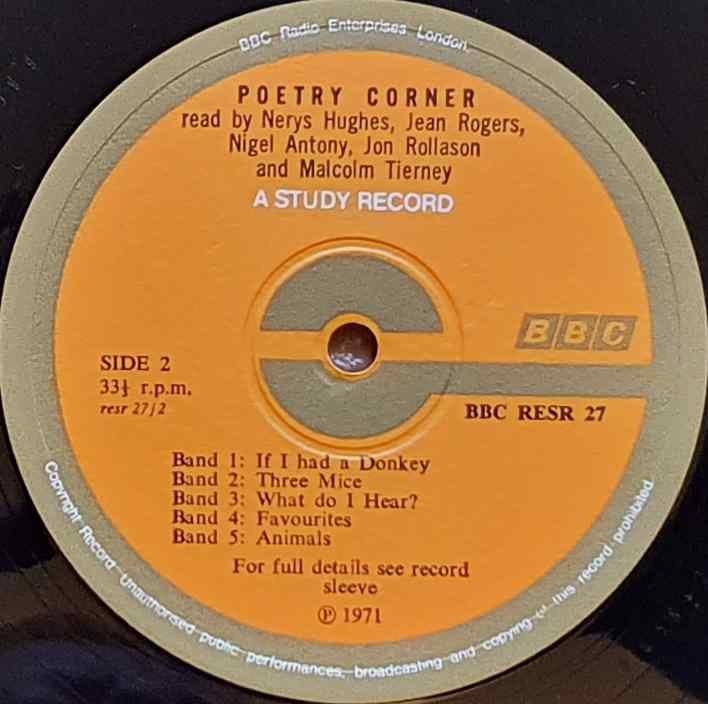 BBC Radio Enterprises London.
POETRY CORNER
read by Nerys Hughes, Jean Rogers,
Nigel Antony, Jon Rollason
and Malcolm Tierney
A STUDY RECORD
BBC
SIDE 2
33⅓ r.p.m.
resr 27/2
BBC RESR 27
Band 1: If I had a Donkey
Band 2: Three Mice
Band 3: What do I Hear?
Band 4: Favourites
Band 5: Animals
For full details see record
sleeve
Ⓟ 1971
Copyright Record. Unauthorised public performances, broadcasting and copying of this record prohibited.